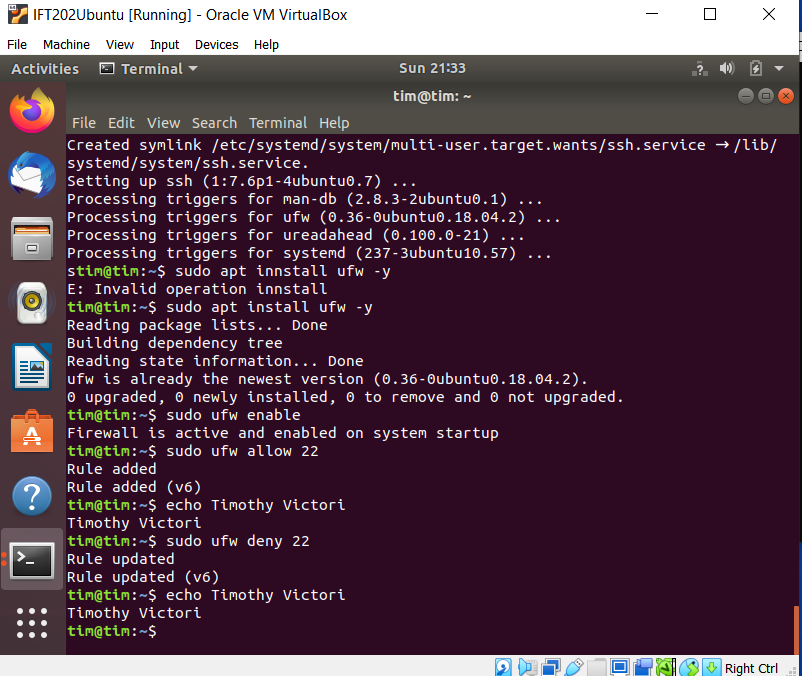 IFT202Ubuntu [Running] - Oracle VM VirtualBox
File Machine View Input Devices Help
Activities Terminal Sun 21:33
tim@tim: ~
File Edit View Search Terminal Help
Created symlink /etc/systemd/system/multi-user.target.wants/ssh.service → /lib/
systemd/system/ssh.service.
Setting up ssh (1:7.6p1-4ubuntu0.7) ...
Processing triggers for man-db (2.8.3-2ubuntu0.1) ...
Processing triggers for ufw (0.36-0ubuntu0.18.04.2) ...
Processing triggers for ureadahead (0.100.0-21) ...
Processing triggers for systemd (237-3ubuntu10.57) ...
stim@tim:~$ sudo apt innstall ufw -y
E: Invalid operation innstall
tim@tim:~$ sudo apt install ufw -y
Reading package lists... Done
Building dependency tree
Reading state information... Done
ufw is already the newest version (0.36-0ubuntu0.18.04.2).
0 upgraded, 0 newly installed, 0 to remove and 0 not upgraded.
tim@tim:~$ sudo ufw enable
Firewall is active and enabled on system startup
tim@tim:~$ sudo ufw allow 22
Rule added
Rule added (v6)
tim@tim:~$ echo Timothy Victori
Timothy Victori
tim@tim:~$ sudo ufw deny 22
Rule updated
Rule updated (v6)
tim@tim:~$ echo Timothy Victori
Timothy Victori
tim@tim:~$
Right Ctrl